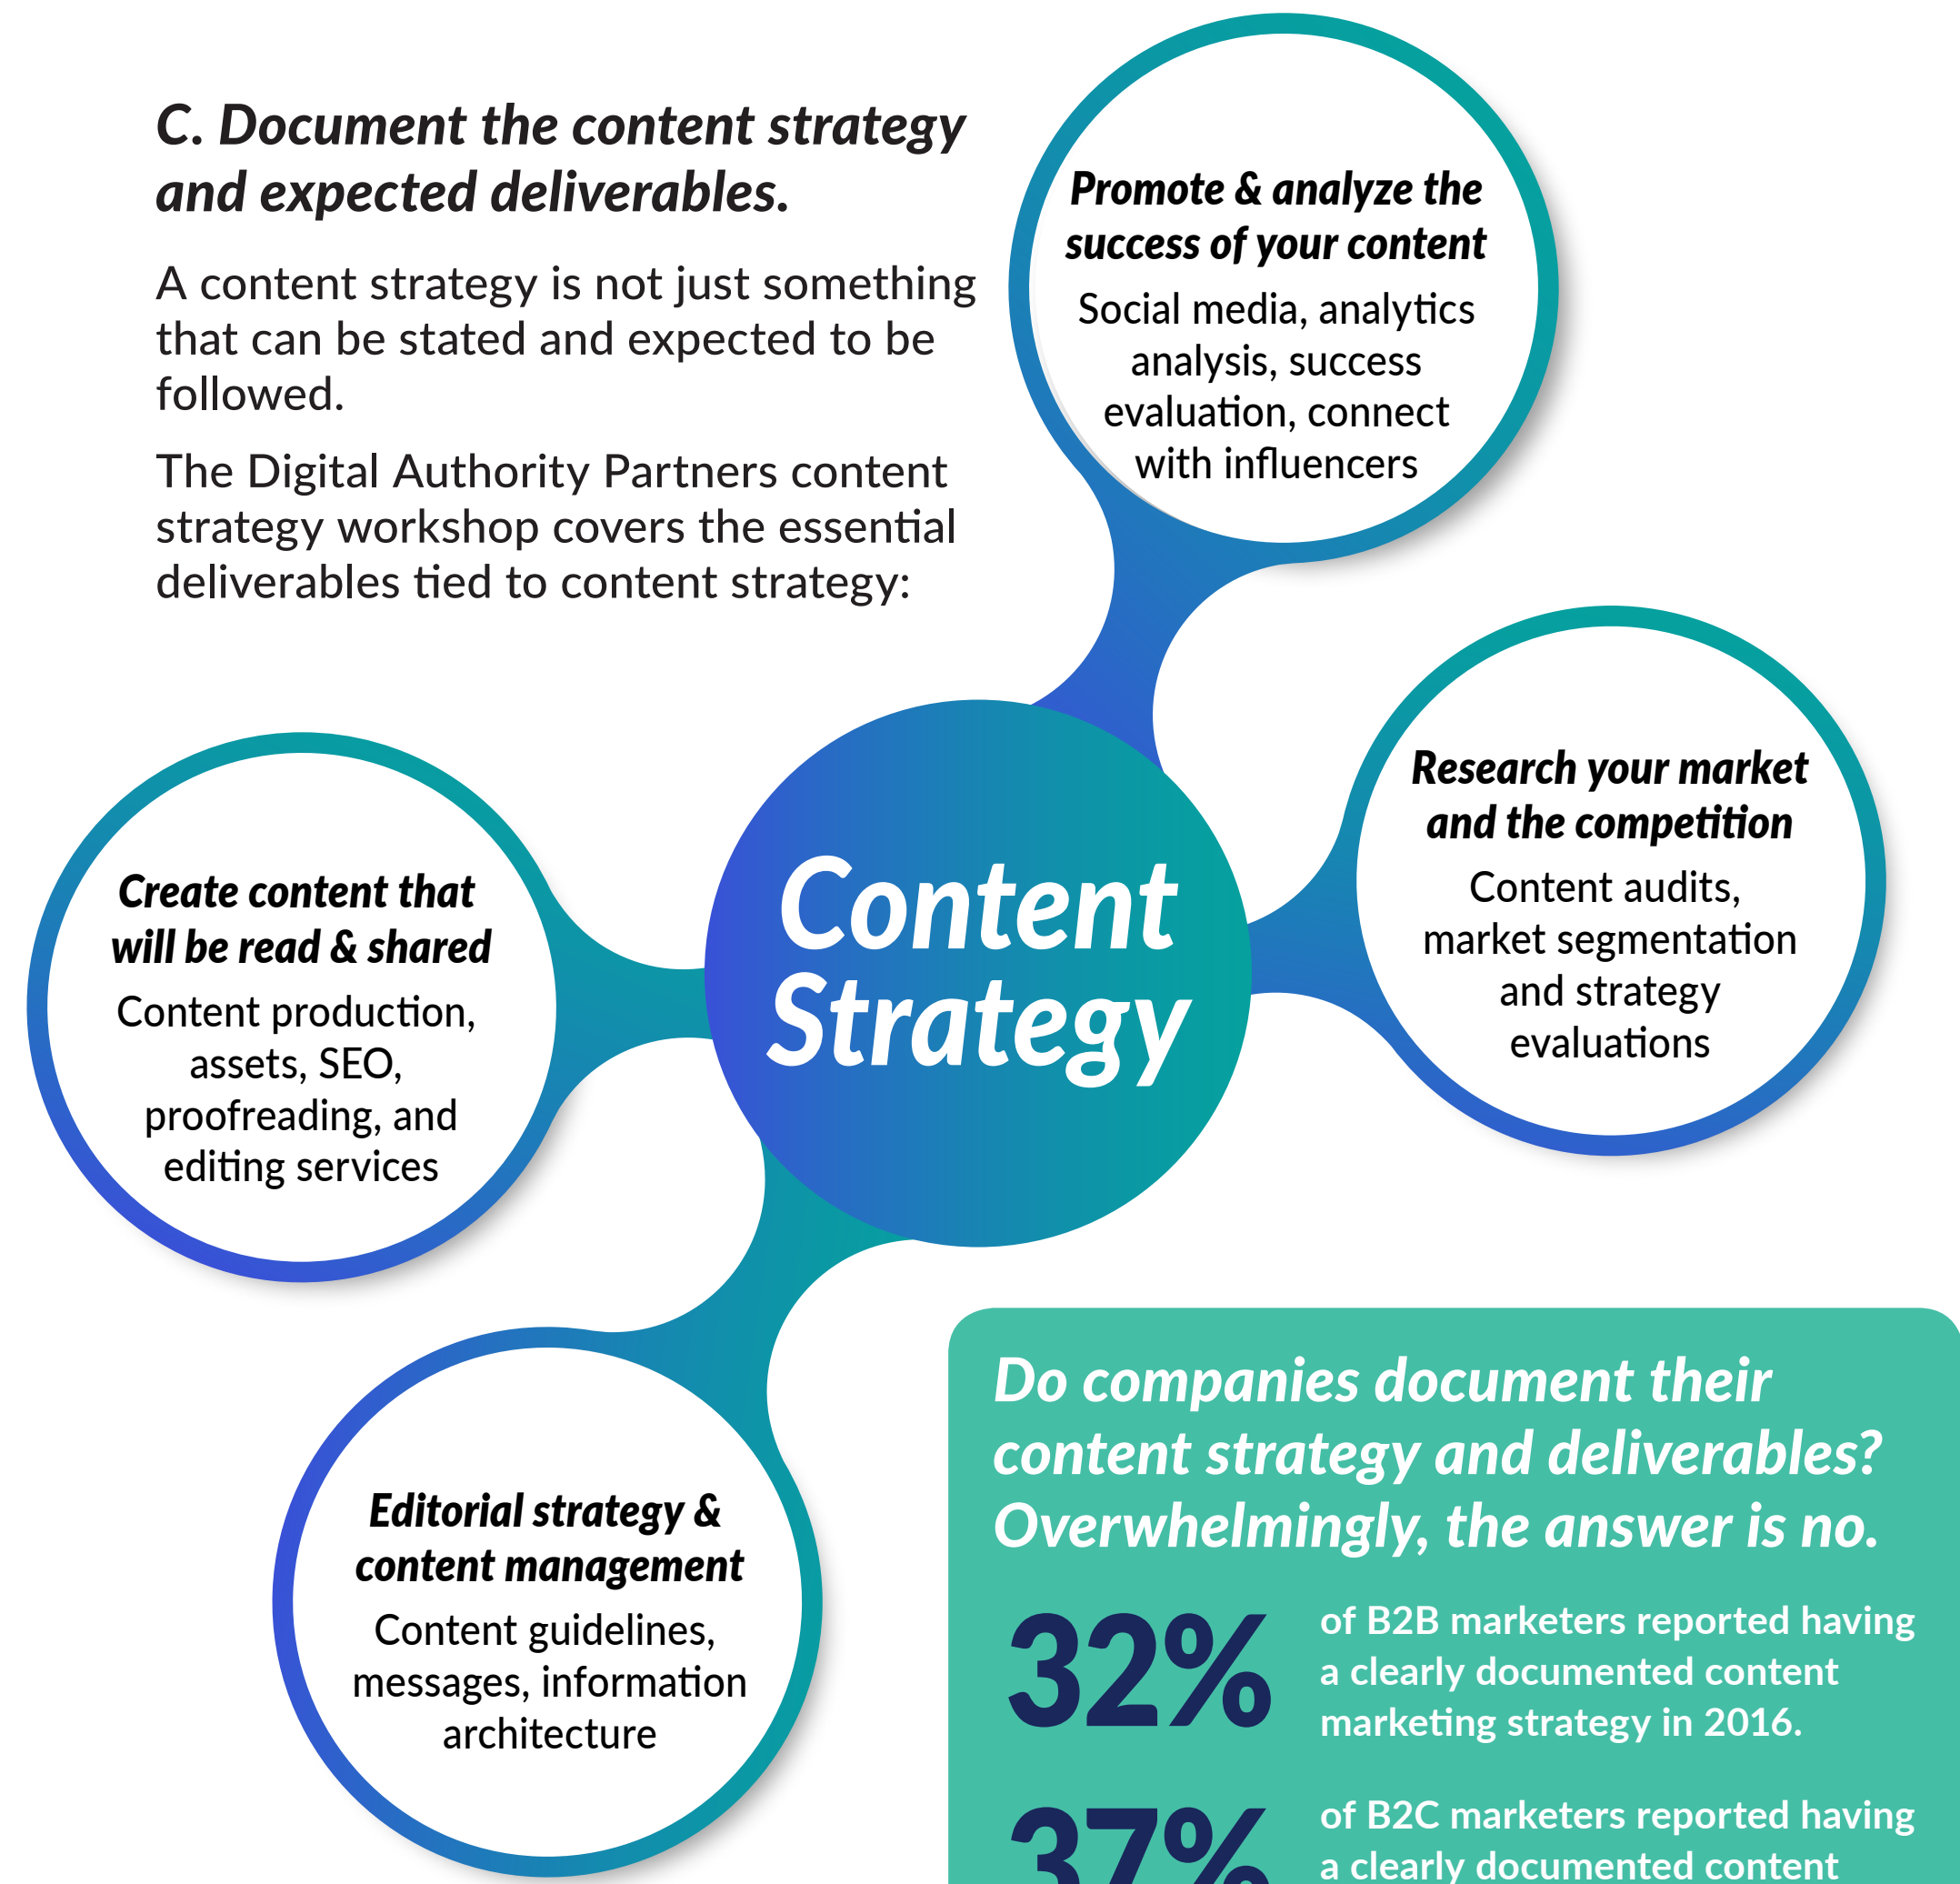 C. Document the content strategy
and expected deliverables.
A content strategy is not just something
that can be stated and expected to be
followed.
The Digital Authority Partners content
strategy workshop covers the essential
deliverables tied to content strategy:
Promote & analyze the
success of your content
Social media, analytics
analysis, success
evaluation, connect
with influencers
Research your market
and the competition
Content audits,
market segmentation
and strategy
evaluations
Create content that
will be read & shared
Content production,
assets, SEO,
proofreading, and
editing services
Content
Strategy
Editorial strategy &
content management
Content guidelines,
messages, information
architecture
Do companies document their
content strategy and deliverables?
Overwhelmingly, the answer is no.
32%
of B2B marketers reported having
a clearly documented content
marketing strategy in 2016.
37%
of B2C marketers reported having
a clearly documented content